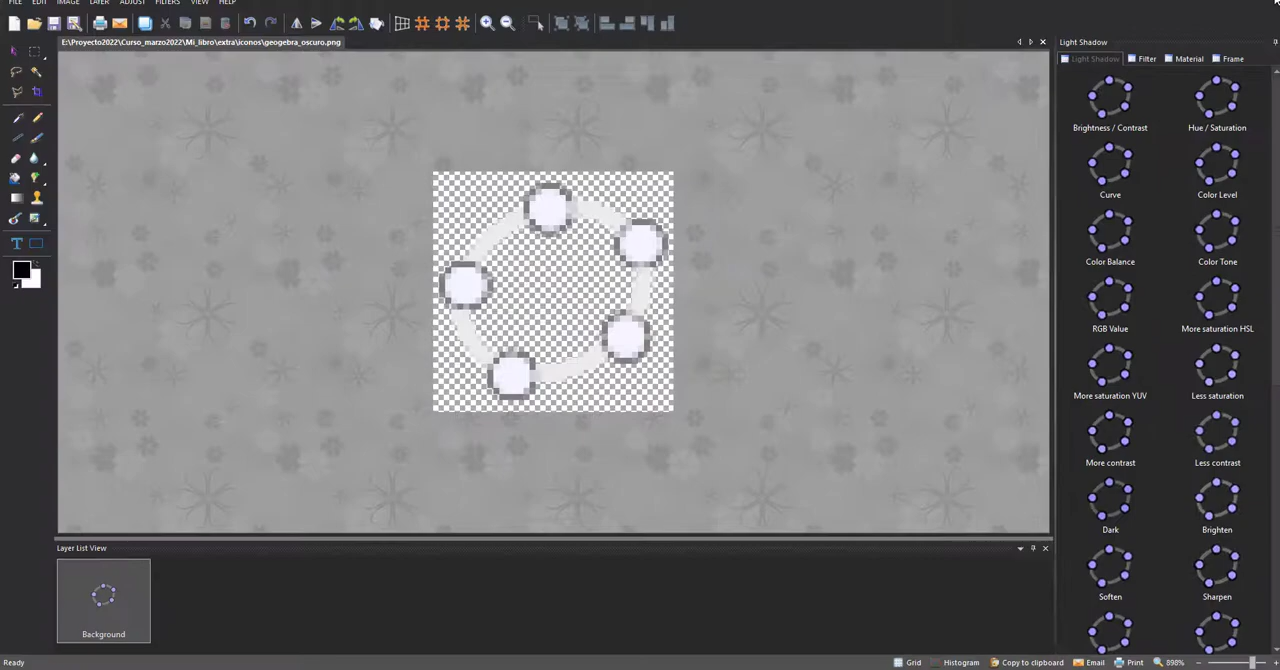 FILE EDIT IMAGE LAYER ADJUST FILTERS VIEW HELP
E:\Proyecto2022\Curso_marzo2022\Mi_libro\extra\iconos\geogebra_oscuro.png
Light Shadow
Light Shadow Filter Material Frame
Brightness / Contrast Hue / Saturation
Curve Color Level
Color Balance Color Tone
RGB Value More saturation HSL
More saturation YUV Less saturation
More contrast Less contrast
Dark Brighten
Soften Sharpen
T
Layer List View
Background
Ready Grid Histogram Copy to clipboard Email Print 898%